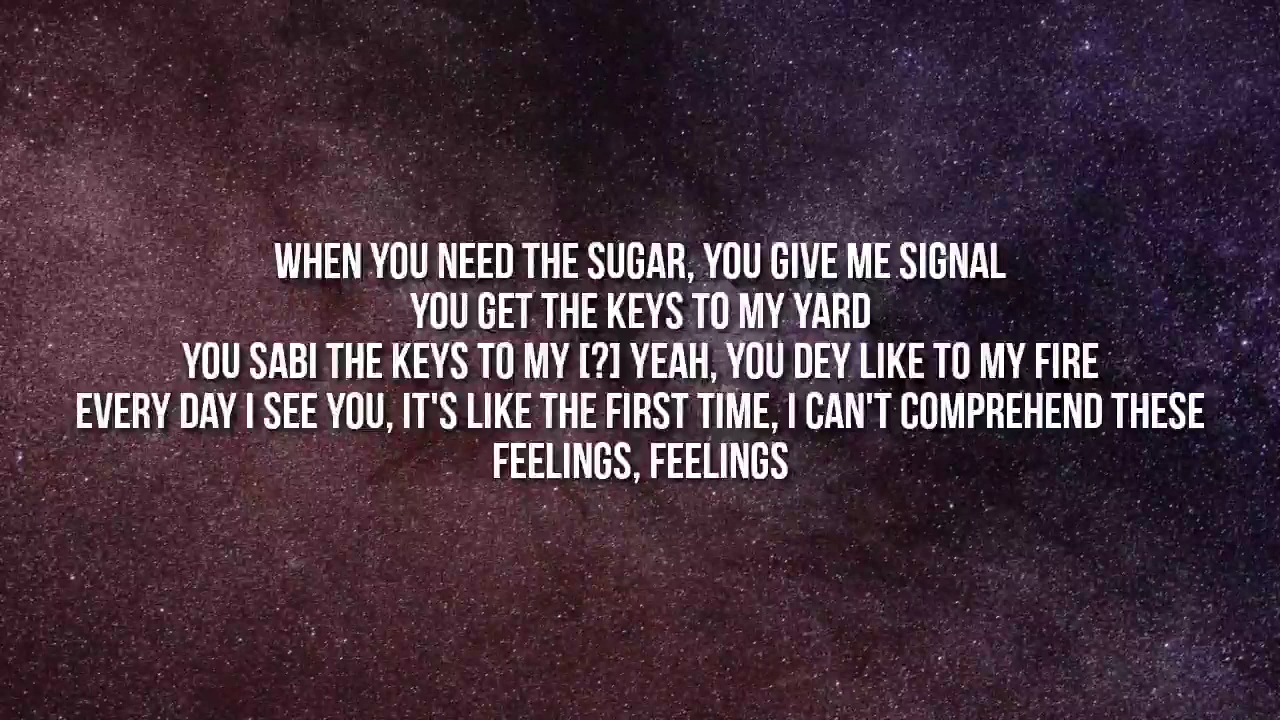 WHEN YOU NEED THE SUGAR, YOU GIVE ME SIGNAL
YOU GET THE KEYS TO MY YARD
YOU SABI THE KEYS TO MY [?] YEAH, YOU DEY LIKE TO MY FIRE
EVERY DAY I SEE YOU, IT'S LIKE THE FIRST TIME, I CAN'T COMPREHEND THESE
FEELINGS, FEELINGS